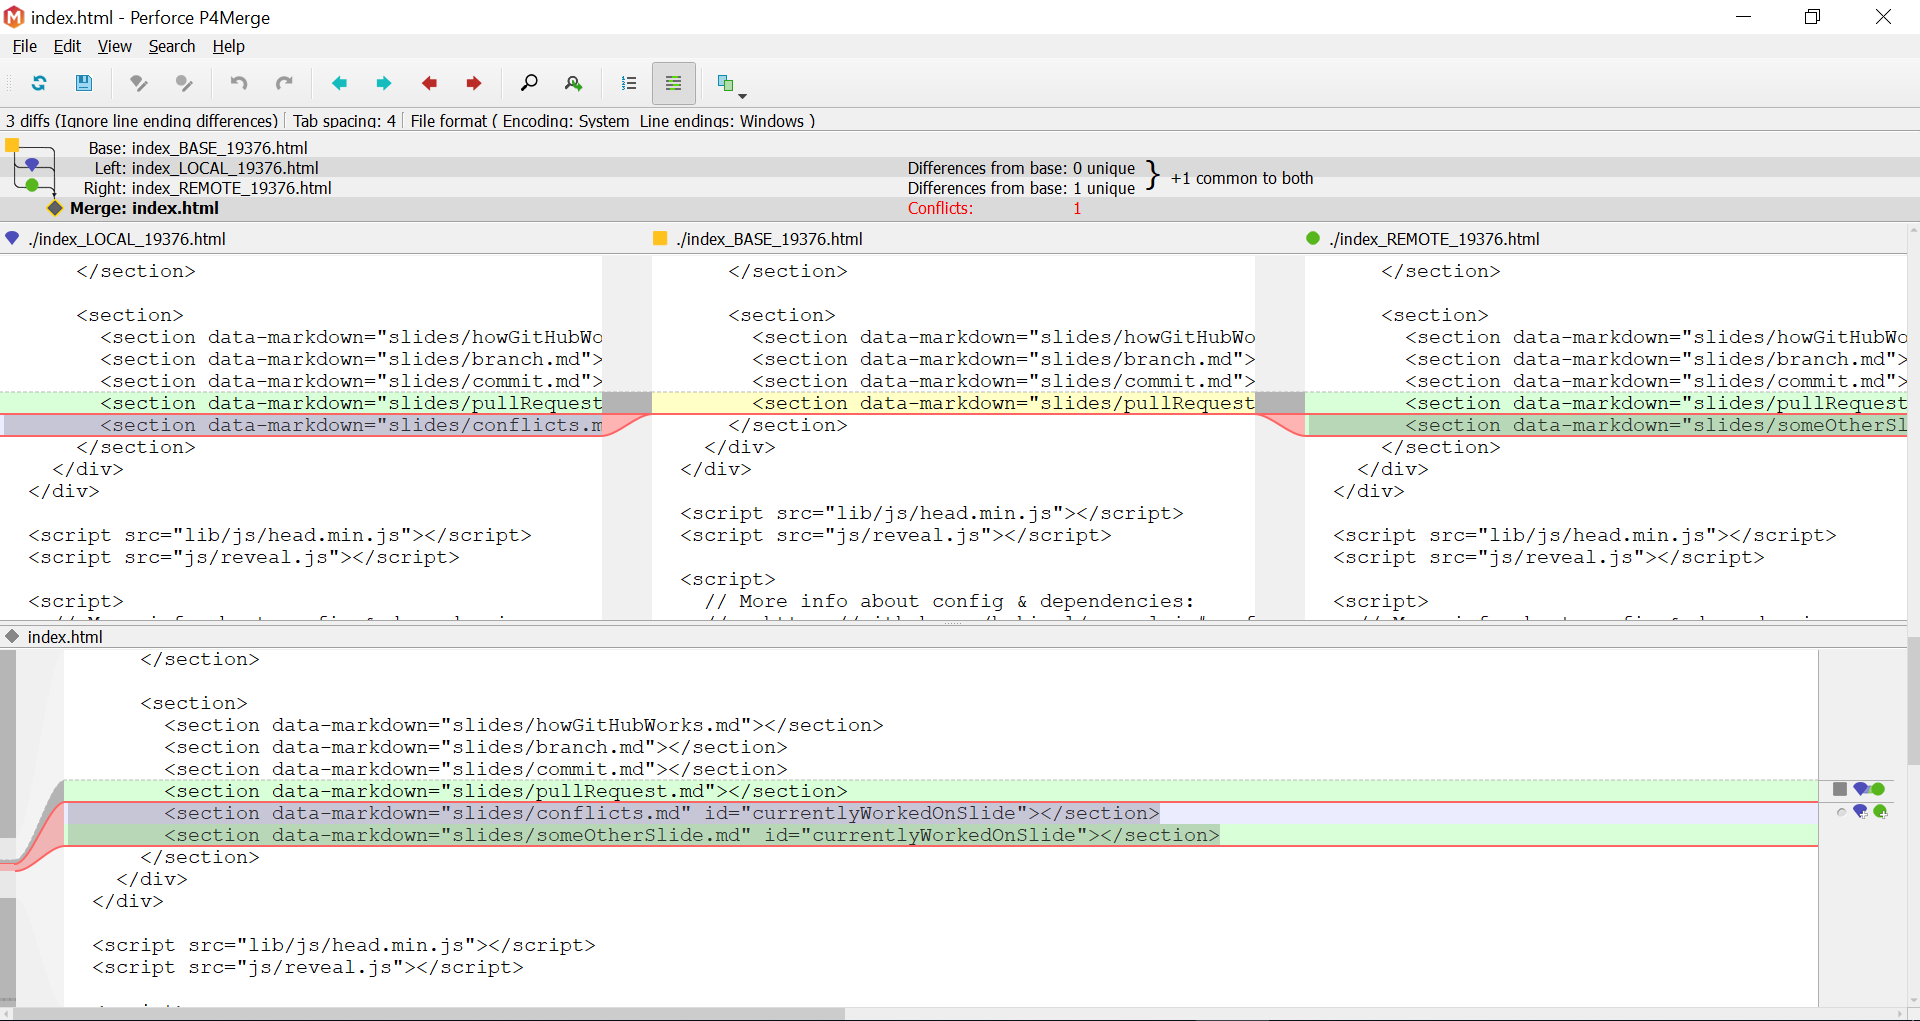 index.html - Perforce P4Merge
File Edit View Search Help
3 diffs (Ignore line ending differences) Tab spacing: 4 File format ( Encoding: System Line endings: Windows )
Base: index_BASE_19376.html
Left: index_LOCAL_19376.html Differences from base: 0 unique
Right: index_REMOTE_19376.html Differences from base: 1 unique
} +1 common to both
Merge: index.html Conflicts: 1
./index_LOCAL_19376.html
</section>
<section>
<section data-markdown="slides/howGitHubWo
<section data-markdown="slides/branch.md">
<section data-markdown="slides/commit.md">
<section data-markdown="slides/pullRequest
<section data-markdown="slides/conflicts.m
</section>
</div>
</div>
<script src="lib/js/head.min.js"></script>
<script src="js/reveal.js"></script>
<script>
./index_BASE_19376.html
</section>
<section>
<section data-markdown="slides/howGitHubWo
<section data-markdown="slides/branch.md">
<section data-markdown="slides/commit.md">
<section data-markdown="slides/pullRequest
</section>
</div>
</div>
<script src="lib/js/head.min.js"></script>
<script src="js/reveal.js"></script>
<script>
// More info about config & dependencies:
./index_REMOTE_19376.html
</section>
<section>
<section data-markdown="slides/howGitHubWo
<section data-markdown="slides/branch.md">
<section data-markdown="slides/commit.md">
<section data-markdown="slides/pullRequest
<section data-markdown="slides/someOtherSl
</section>
</div>
</div>
<script src="lib/js/head.min.js"></script>
<script src="js/reveal.js"></script>
<script>
index.html
</section>
<section>
<section data-markdown="slides/howGitHubWorks.md"></section>
<section data-markdown="slides/branch.md"></section>
<section data-markdown="slides/commit.md"></section>
<section data-markdown="slides/pullRequest.md"></section>
<section data-markdown="slides/conflicts.md" id="currentlyWorkedOnSlide"></section>
<section data-markdown="slides/someOtherSlide.md" id="currentlyWorkedOnSlide"></section>
</section>
</div>
</div>
<script src="lib/js/head.min.js"></script>
<script src="js/reveal.js"></script>